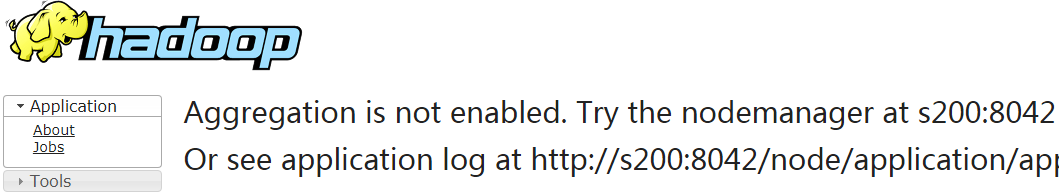 hadoop
Application
About
Jobs
Tools
Aggregation is not enabled. Try the nodemanager at s200:8042
Or see application log at http://s200:8042/node/application/app